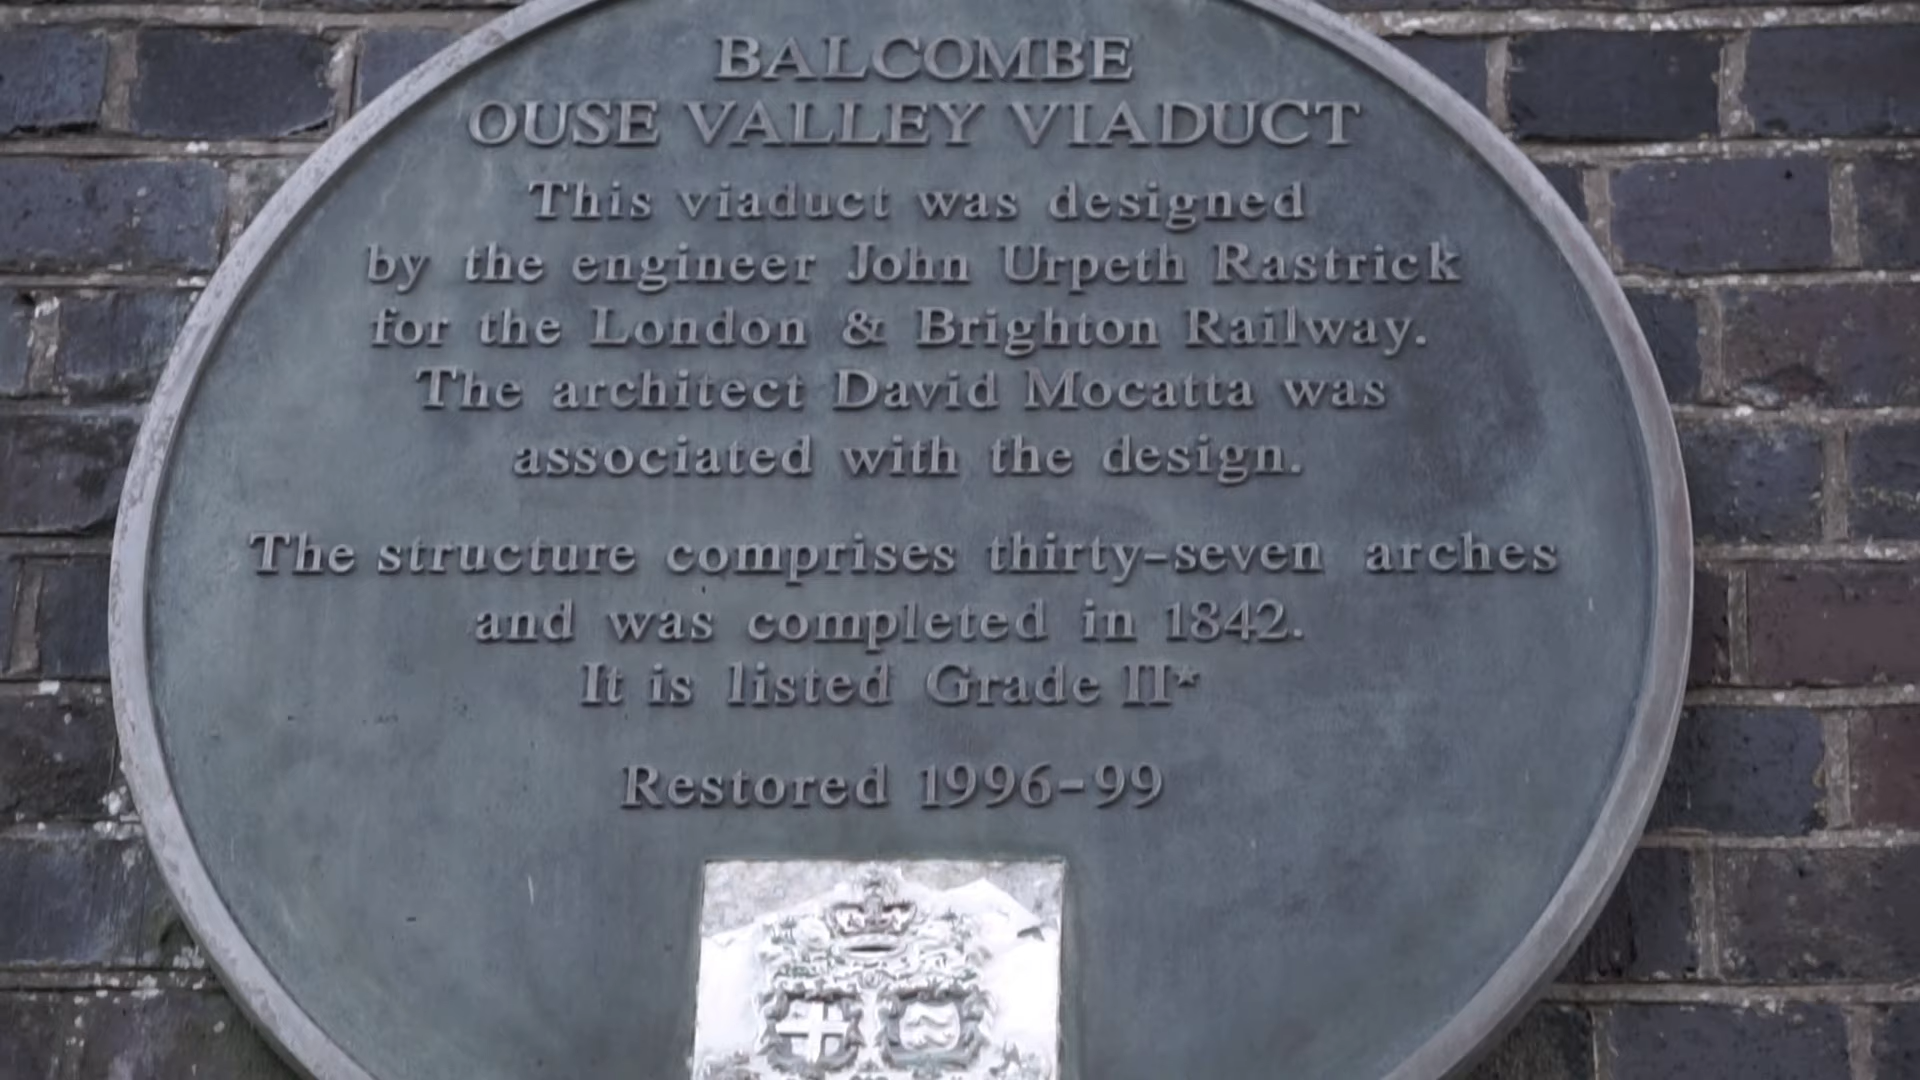 BALCOMBE
OUSE VALLEY VIADUCT
This viaduct was designed
by the engineer John Urpeth Rastrick
for the London & Brighton Railway.
The architect David Mocatta was
associated with the design.
The structure comprises thirty-seven arches
and was completed in 1842.
It is listed Grade II*
Restored 1996-99